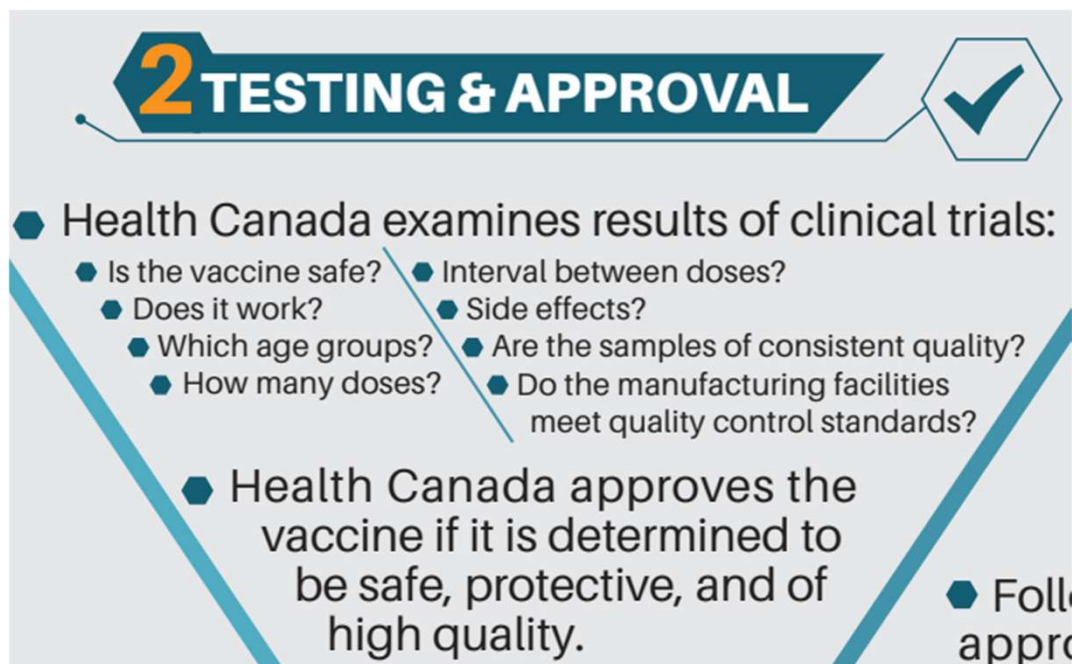 2 TESTING & APPROVAL
Health Canada examines results of clinical trials:
Is the vaccine safe?
Does it work?
Which age groups?
How many doses?
Interval between doses?
Side effects?
Are the samples of consistent quality?
Do the manufacturing facilities
meet quality control standards?
Health Canada approves the
vaccine if it is determined to
be safe, protective, and of
high quality.